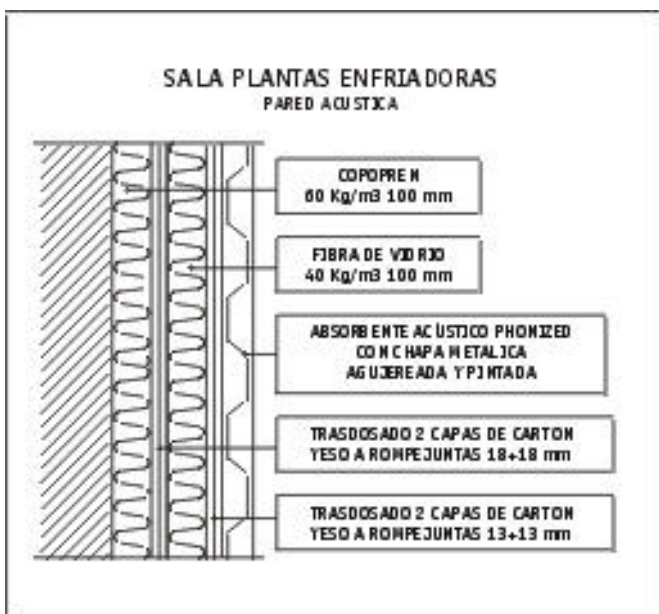 SALA PLANTAS ENFRIADORAS
PARED ACUSTICA
COPOPREN
60 Kg/m3 100 mm
FIBRA DE VIDRIO
40 Kg/m3 100 mm
ABSORBENTE ACÚSTICO PHONIZED
CON CHAPA METALICA
AGUJEREADA Y PINTADA
TRASDOSADO 2 CAPAS DE CARTON
YESO A ROMPEJUNTAS 18+18 mm
TRASDOSADO 2 CAPAS DE CARTON
YESO A ROMPEJUNTAS 13+13 mm